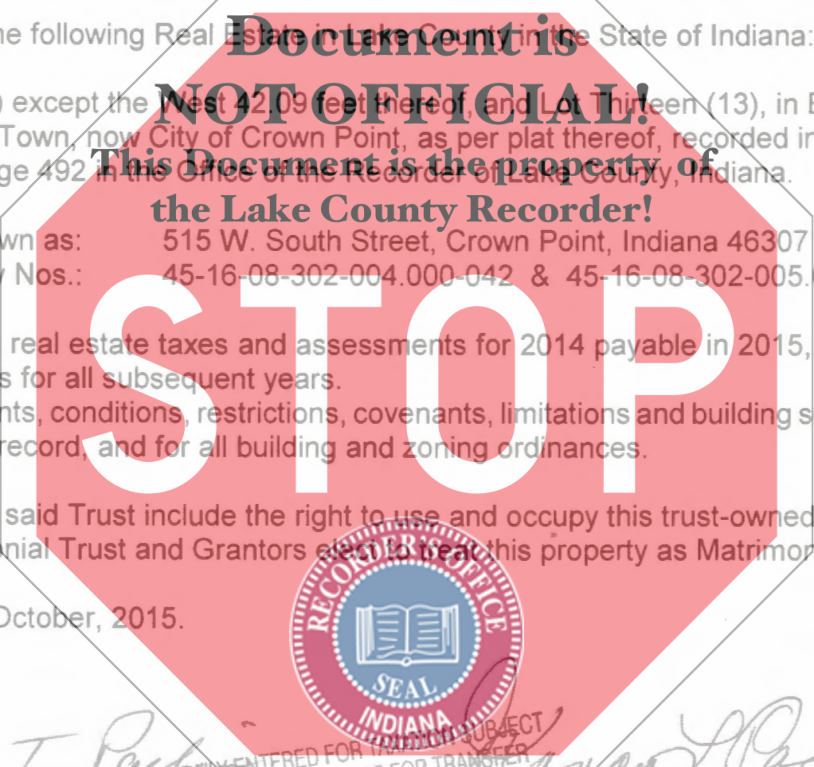 he following Real Estate in Lake County in the State of Indiana:
Document is
NOT OFFICIAL!
) except the West 42.09 feet thereof, and Lot Thirteen (13), in B
Town, now City of Crown Point, as per plat thereof, recorded in
This Document is the property of
ge 492 in the Office of the Recorder of Lake County, Indiana.
the Lake County Recorder!
wn as: 515 W. South Street, Crown Point, Indiana 46307
Nos.: 45-16-08-302-004.000-042 & 45-16-08-302-005.
STOP
real estate taxes and assessments for 2014 payable in 2015,
s for all subsequent years.
nts, conditions, restrictions, covenants, limitations and building s
record, and for all building and zoning ordinances.
said Trust include the right to use and occupy this trust-owned
nial Trust and Grantors elect to treat this property as Matrimon
October, 2015.
RECORDER'S OFFICE
SEAL
INDIANA
ENTERED FOR TAXATION SUBJECT
FOR TRANSFER